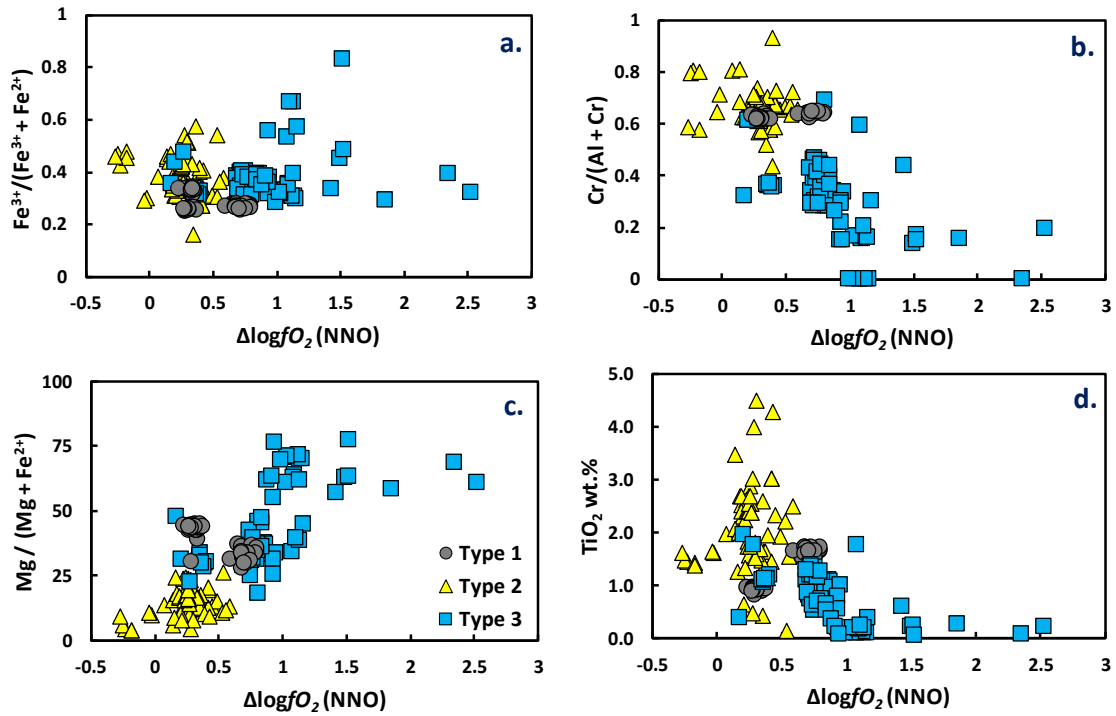 a.
Fe³⁺/(Fe³⁺ + Fe²⁺)
1
0.8
0.6
0.4
0.2
0
-0.5 0 0.5 1 1.5 2 2.5 3
ΔlogfO₂ (NNO)
b.
Cr/(Al + Cr)
1
0.8
0.6
0.4
0.2
0
-0.5 0 0.5 1 1.5 2 2.5 3
ΔlogfO₂ (NNO)
c.
Mg / (Mg + Fe²⁺)
100
75
50
25
0
Type 1
Type 2
Type 3
-0.5 0 0.5 1 1.5 2 2.5 3
ΔlogfO₂ (NNO)
d.
TiO₂ wt.%
5.0
4.0
3.0
2.0
1.0
0.0
-0.5 0 0.5 1 1.5 2 2.5 3
ΔlogfO₂ (NNO)